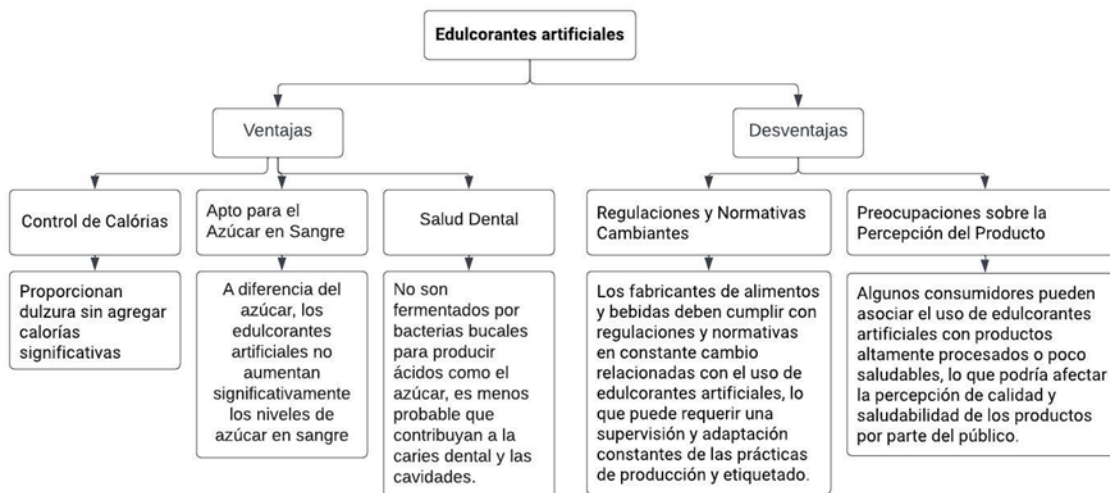 Edulcorantes artificiales
Ventajas
Desventajas
Control de Calórias
Apto para el
Azúcar en Sangre
Salud Dental
Regulaciones y Normativas
Cambiantes
Preocupaciones sobre la
Percepción del Producto
Proporcionan
dulzura sin agregar
calorías
significativas
A diferencia del
azúcar, los
edulcorantes
artificiales no
aumentan
significativamente
los niveles de
azúcar en sangre
No son
fermentados por
bacterias bucales
para producir
ácidos como el
azúcar, es menos
probable que
contribuyan a la
caries dental y las
cavidades.
Los fabricantes de alimentos
y bebidas deben cumplir con
regulaciones y normativas
en constante cambio
relacionadas con el uso de
edulcorantes artificiales, lo
que puede requerir una
supervisión y adaptación
constantes de las prácticas
de producción y etiquetado.
Algunos consumidores pueden
asociar el uso de edulcorantes
artificiales con productos
altamente procesados o poco
saludables, lo que podría afectar
la percepción de calidad y
saludabilidad de los productos
por parte del público.